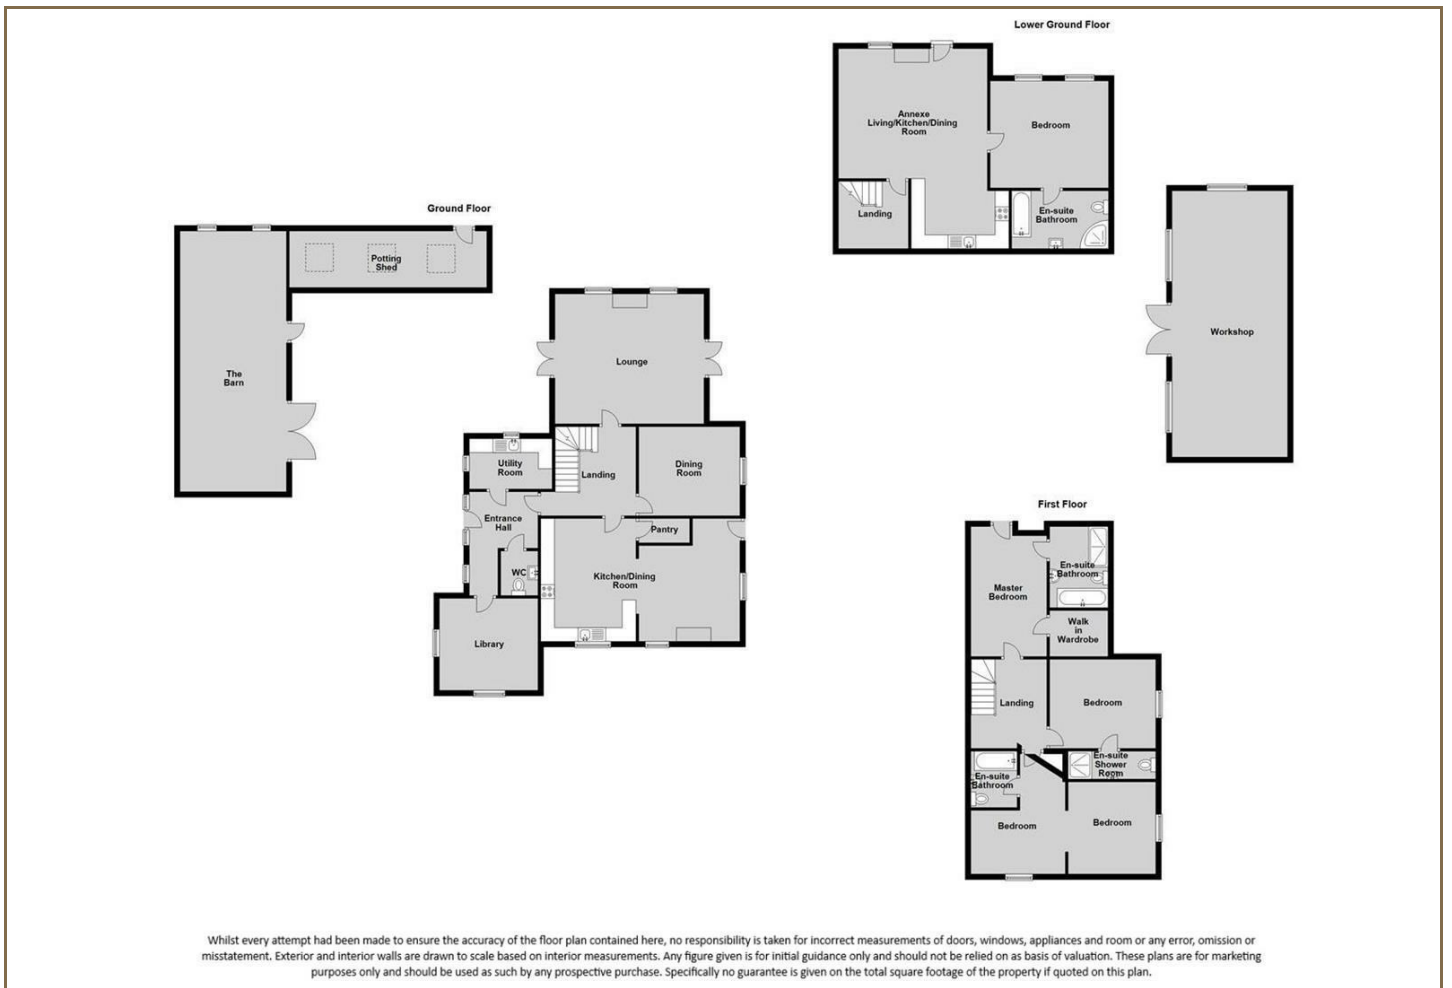 Lower Ground Floor
Annexe
Living/Kitchen/Dining
Room
Bedroom
Landing
En-suite
Bathroom
Ground Floor
Potting
Shed
The
Barn
Workshop
Lounge
Utility
Room
Landing
Dining
Room
Entrance
Hall
Pantry
WC
Kitchen/Dining
Room
Library
First Floor
En-suite
Bathroom
Master
Bedroom
Walk
in
Wardrobe
Landing
Bedroom
En-suite
Shower
Room
En-suite
Bathroom
Bedroom
Bedroom
Whilst every attempt had been made to ensure the accuracy of the floor plan contained here, no responsibility is taken for incorrect measurements of doors, windows, appliances and room or any error, omission or
misstatement. Exterior and interior walls are drawn to scale based on interior measurements. Any figure given is for initial guidance only and should not be relied on as basis of valuation. These plans are for marketing
purposes only and should be used as such by any prospective purchase. Specifically no guarantee is given on the total square footage of the property if quoted on this plan.